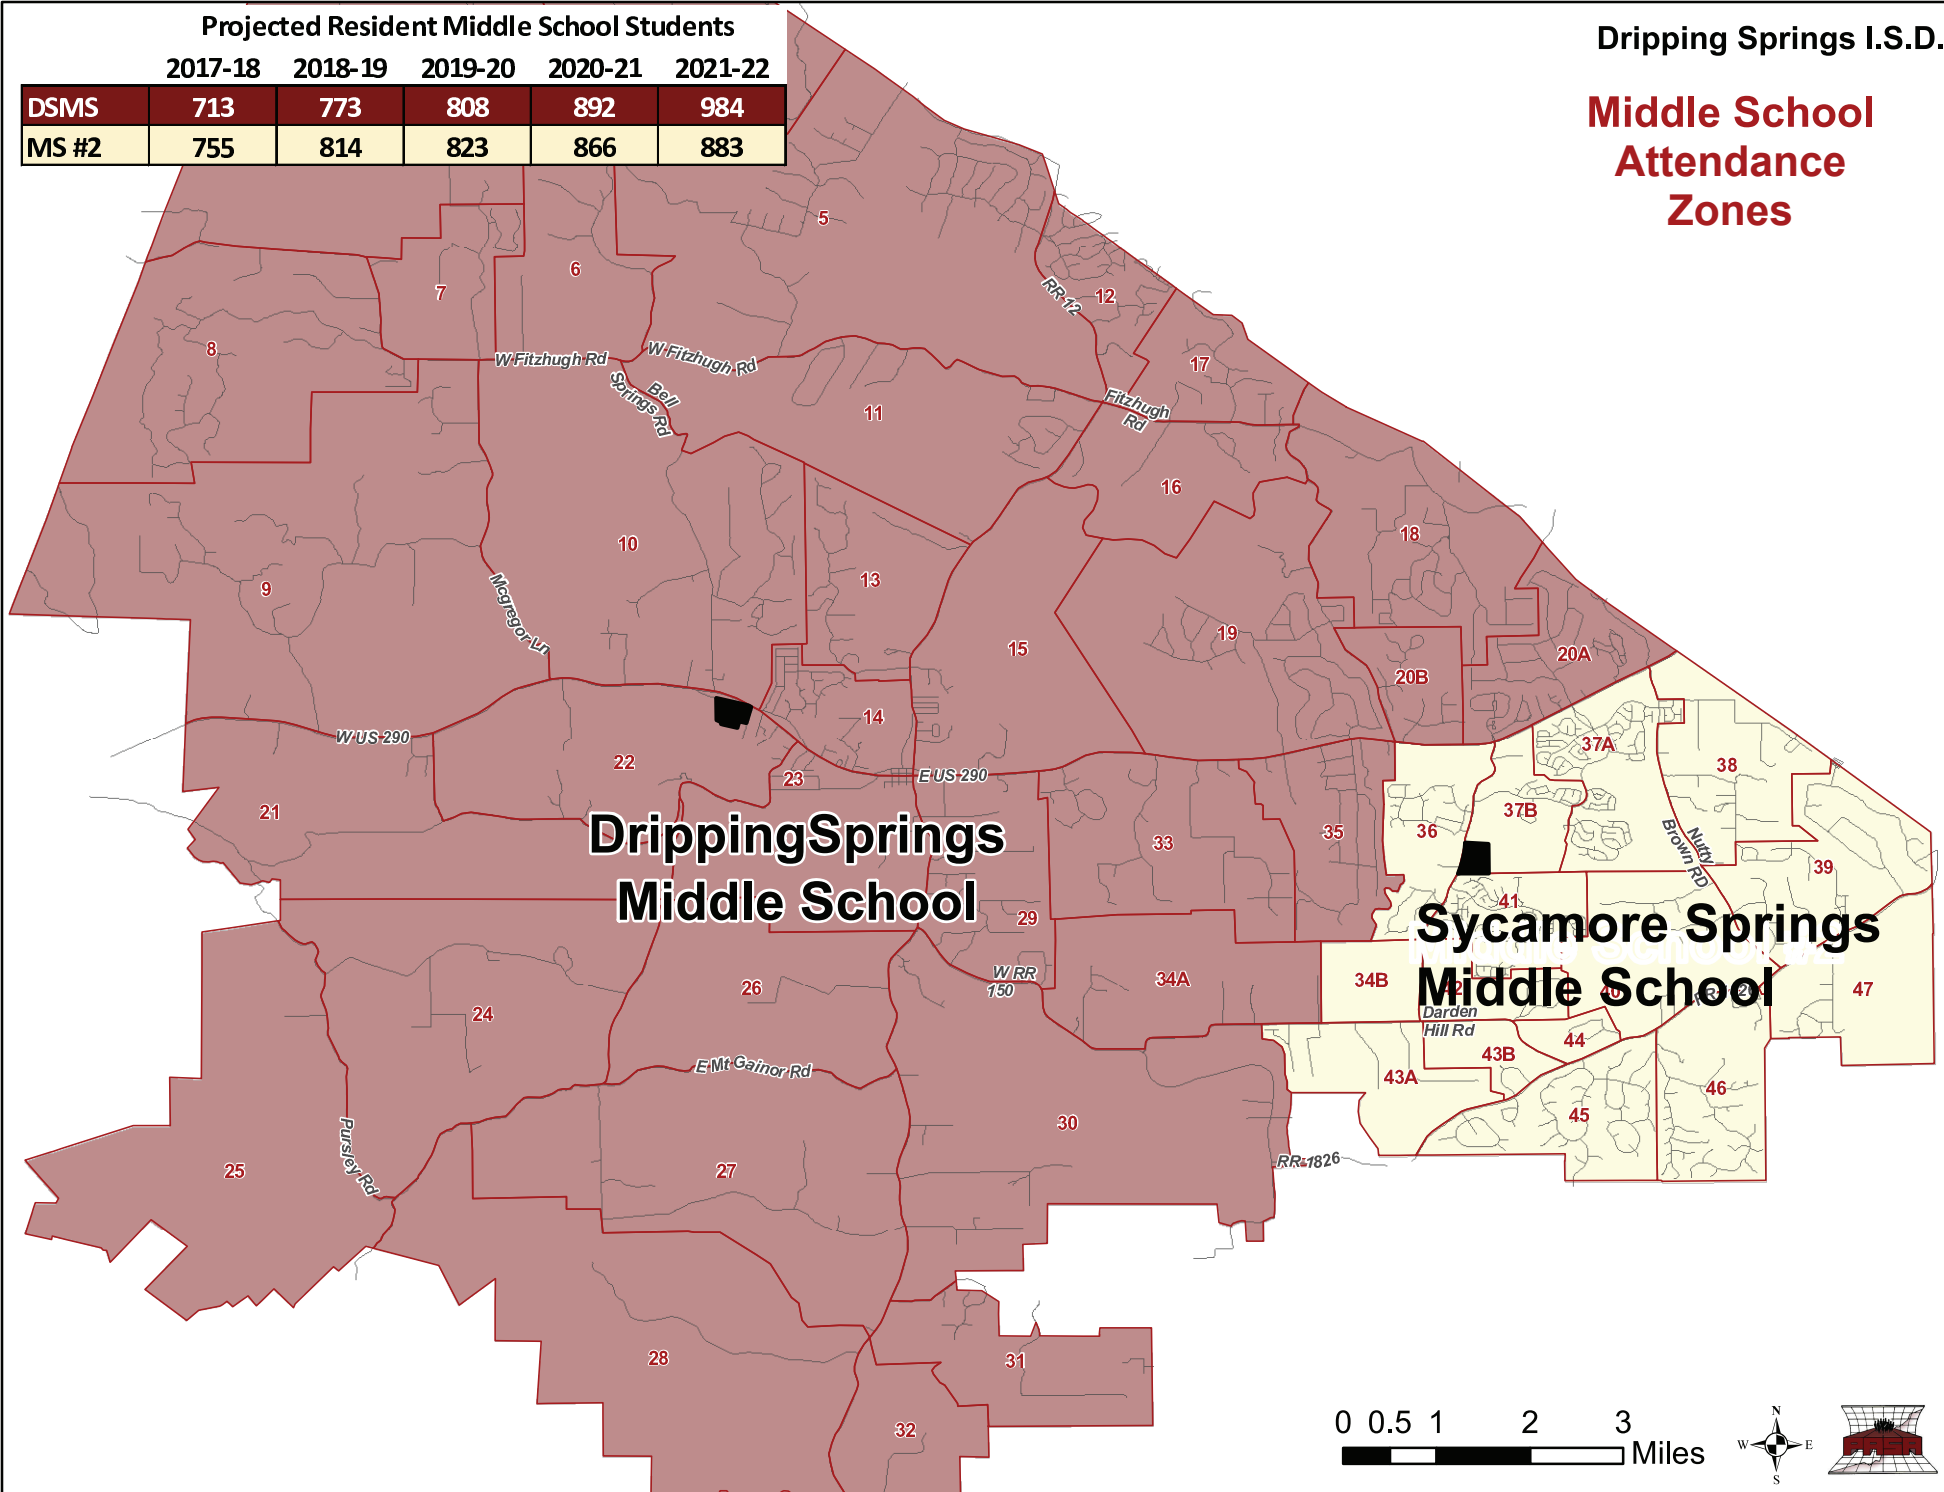 Projected Resident Middle School Students
2017-18 2018-19 2019-20 2020-21 2021-22
DSMS 713 773 808 892 984
MS #2 755 814 823 866 883
Dripping Springs I.S.D.
Middle School
Attendance
Zones
5
6
7
8
12
RR 12
17
W Fitzhugh Rd
W Fitzhugh Rd
Bell
Springs Rd
11
Fitzhugh
Rd
16
18
10
13
9
Mcgregor Ln
15
19
20A
20B
14
W US 290
22
23
E US 290
21
37A
38
37B
36
35
33
Nutty
Brown RD
39
DrippingSprings
Middle School
29
41
Sycamore Springs
Middle School
W RR
150
34A
34B
42
40
47
26
24
Darden
Hill Rd
44
43B
43A
46
45
E Mt Gainor Rd
30
Pursley Rd
25
27
RR 1826
28
31
32
0 0.5 1 2 3
Miles
N
W E
S